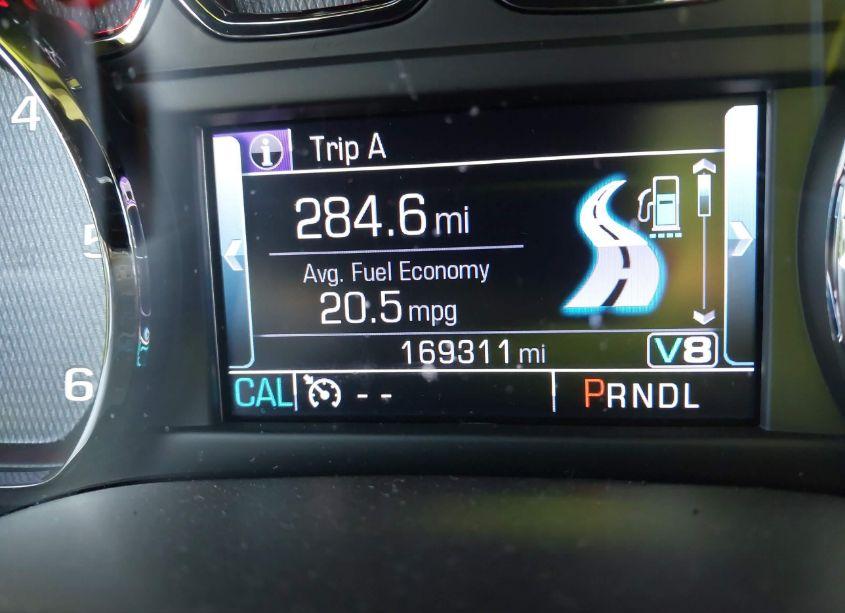 4
5
6
i Trip A
284.6 mi
Avg. Fuel Economy
20.5 mpg
169311 mi V8
CAL -- PRNDL